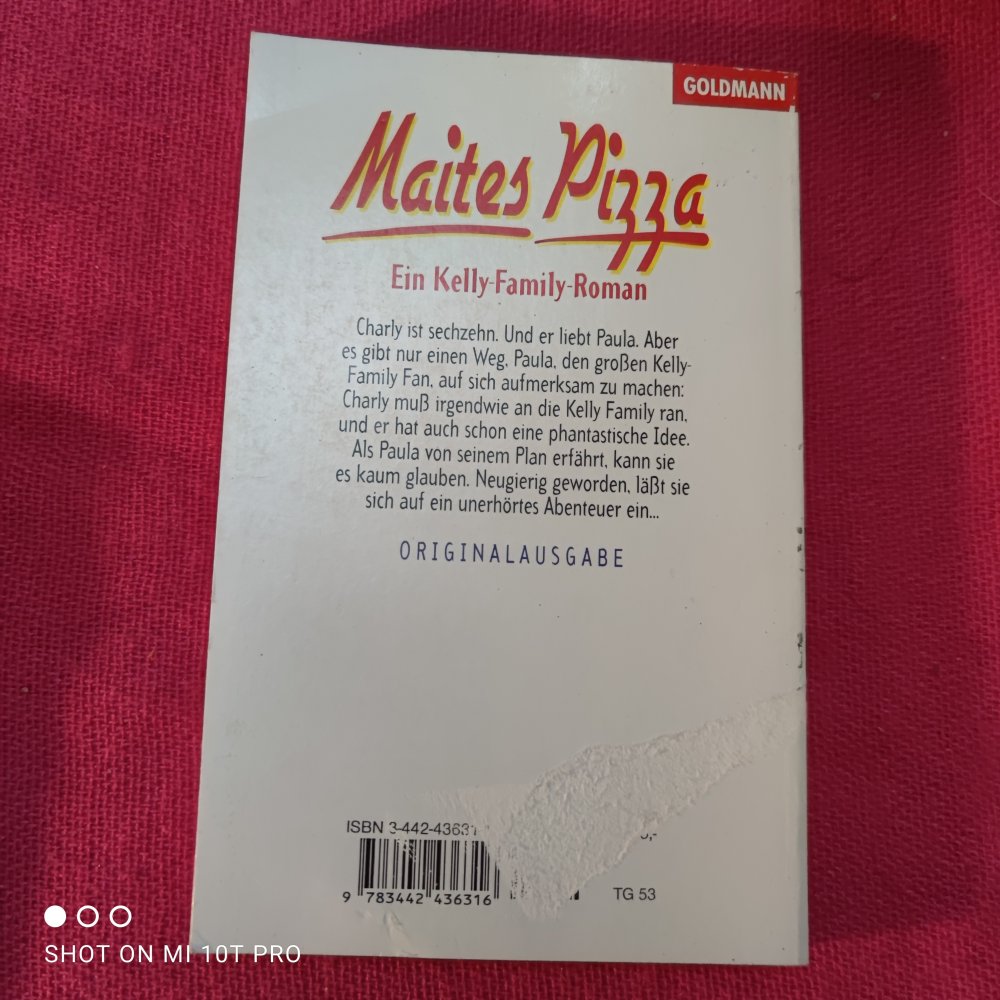 GOLDMANN
Maites Pizza
Ein Kelly-Family-Roman
Charly ist sechzehn. Und er liebt Paula. Aber
es gibt nur einen Weg, Paula, den großen Kelly-
Family Fan, auf sich aufmerksam zu machen:
Charly muß irgendwie an die Kelly Family ran,
und er hat auch schon eine phantastische Idee.
Als Paula von seinem Plan erfährt, kann sie
es kaum glauben. Neugierig geworden, läßt sie
sich auf ein unerhörtes Abenteuer ein...
ORIGINALAUSGABE
ISBN 3-442-43631
9 783442 436316
TG 53
SHOT ON MI 10T PRO